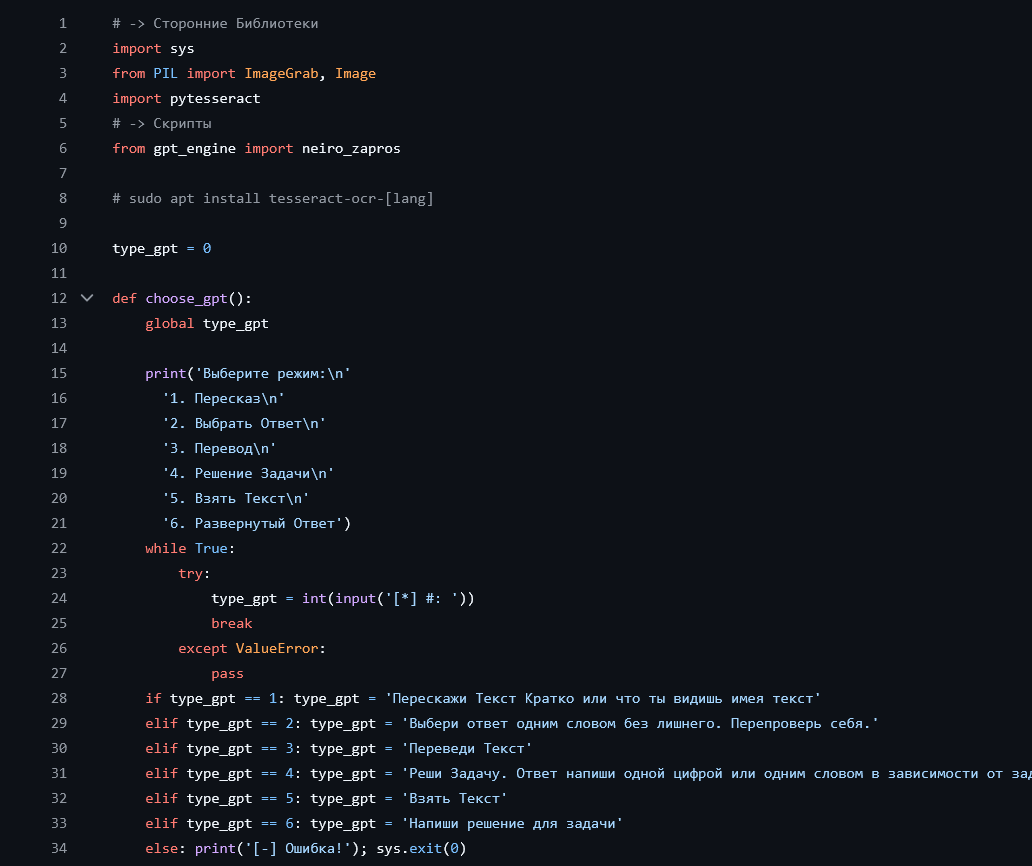 1 # -> Сторонние Библиотеки
2 import sys
3 from PIL import ImageGrab, Image
4 import pytesseract
5 # -> Скрипты
6 from gpt_engine import neiro_zapros
7
8 # sudo apt install tesseract-ocr-[lang]
9
10 type_gpt = 0
11
12 def choose_gpt():
13 global type_gpt
14
15 print('Выберите режим:\n'
16 '1. Пересказ\n'
17 '2. Выбрать Ответ\n'
18 '3. Перевод\n'
19 '4. Решение Задачи\n'
20 '5. Взять Текст\n'
21 '6. Развернутый Ответ')
22 while True:
23 try:
24 type_gpt = int(input('[*] #: '))
25 break
26 except ValueError:
27 pass
28 if type_gpt == 1: type_gpt = 'Перескажи Текст Кратко или что ты видишь имея текст'
29 elif type_gpt == 2: type_gpt = 'Выбери ответ одним словом без лишнего. Перепроверь себя.'
30 elif type_gpt == 3: type_gpt = 'Переведи Текст'
31 elif type_gpt == 4: type_gpt = 'Реши Задачу. Ответ напиши одной цифрой или одним словом в зависимости от
32 elif type_gpt == 5: type_gpt = 'Взять Текст'
33 elif type_gpt == 6: type_gpt = 'Напиши решение для задачи'
34 else: print('[-] Ошибка!'); sys.exit(0)